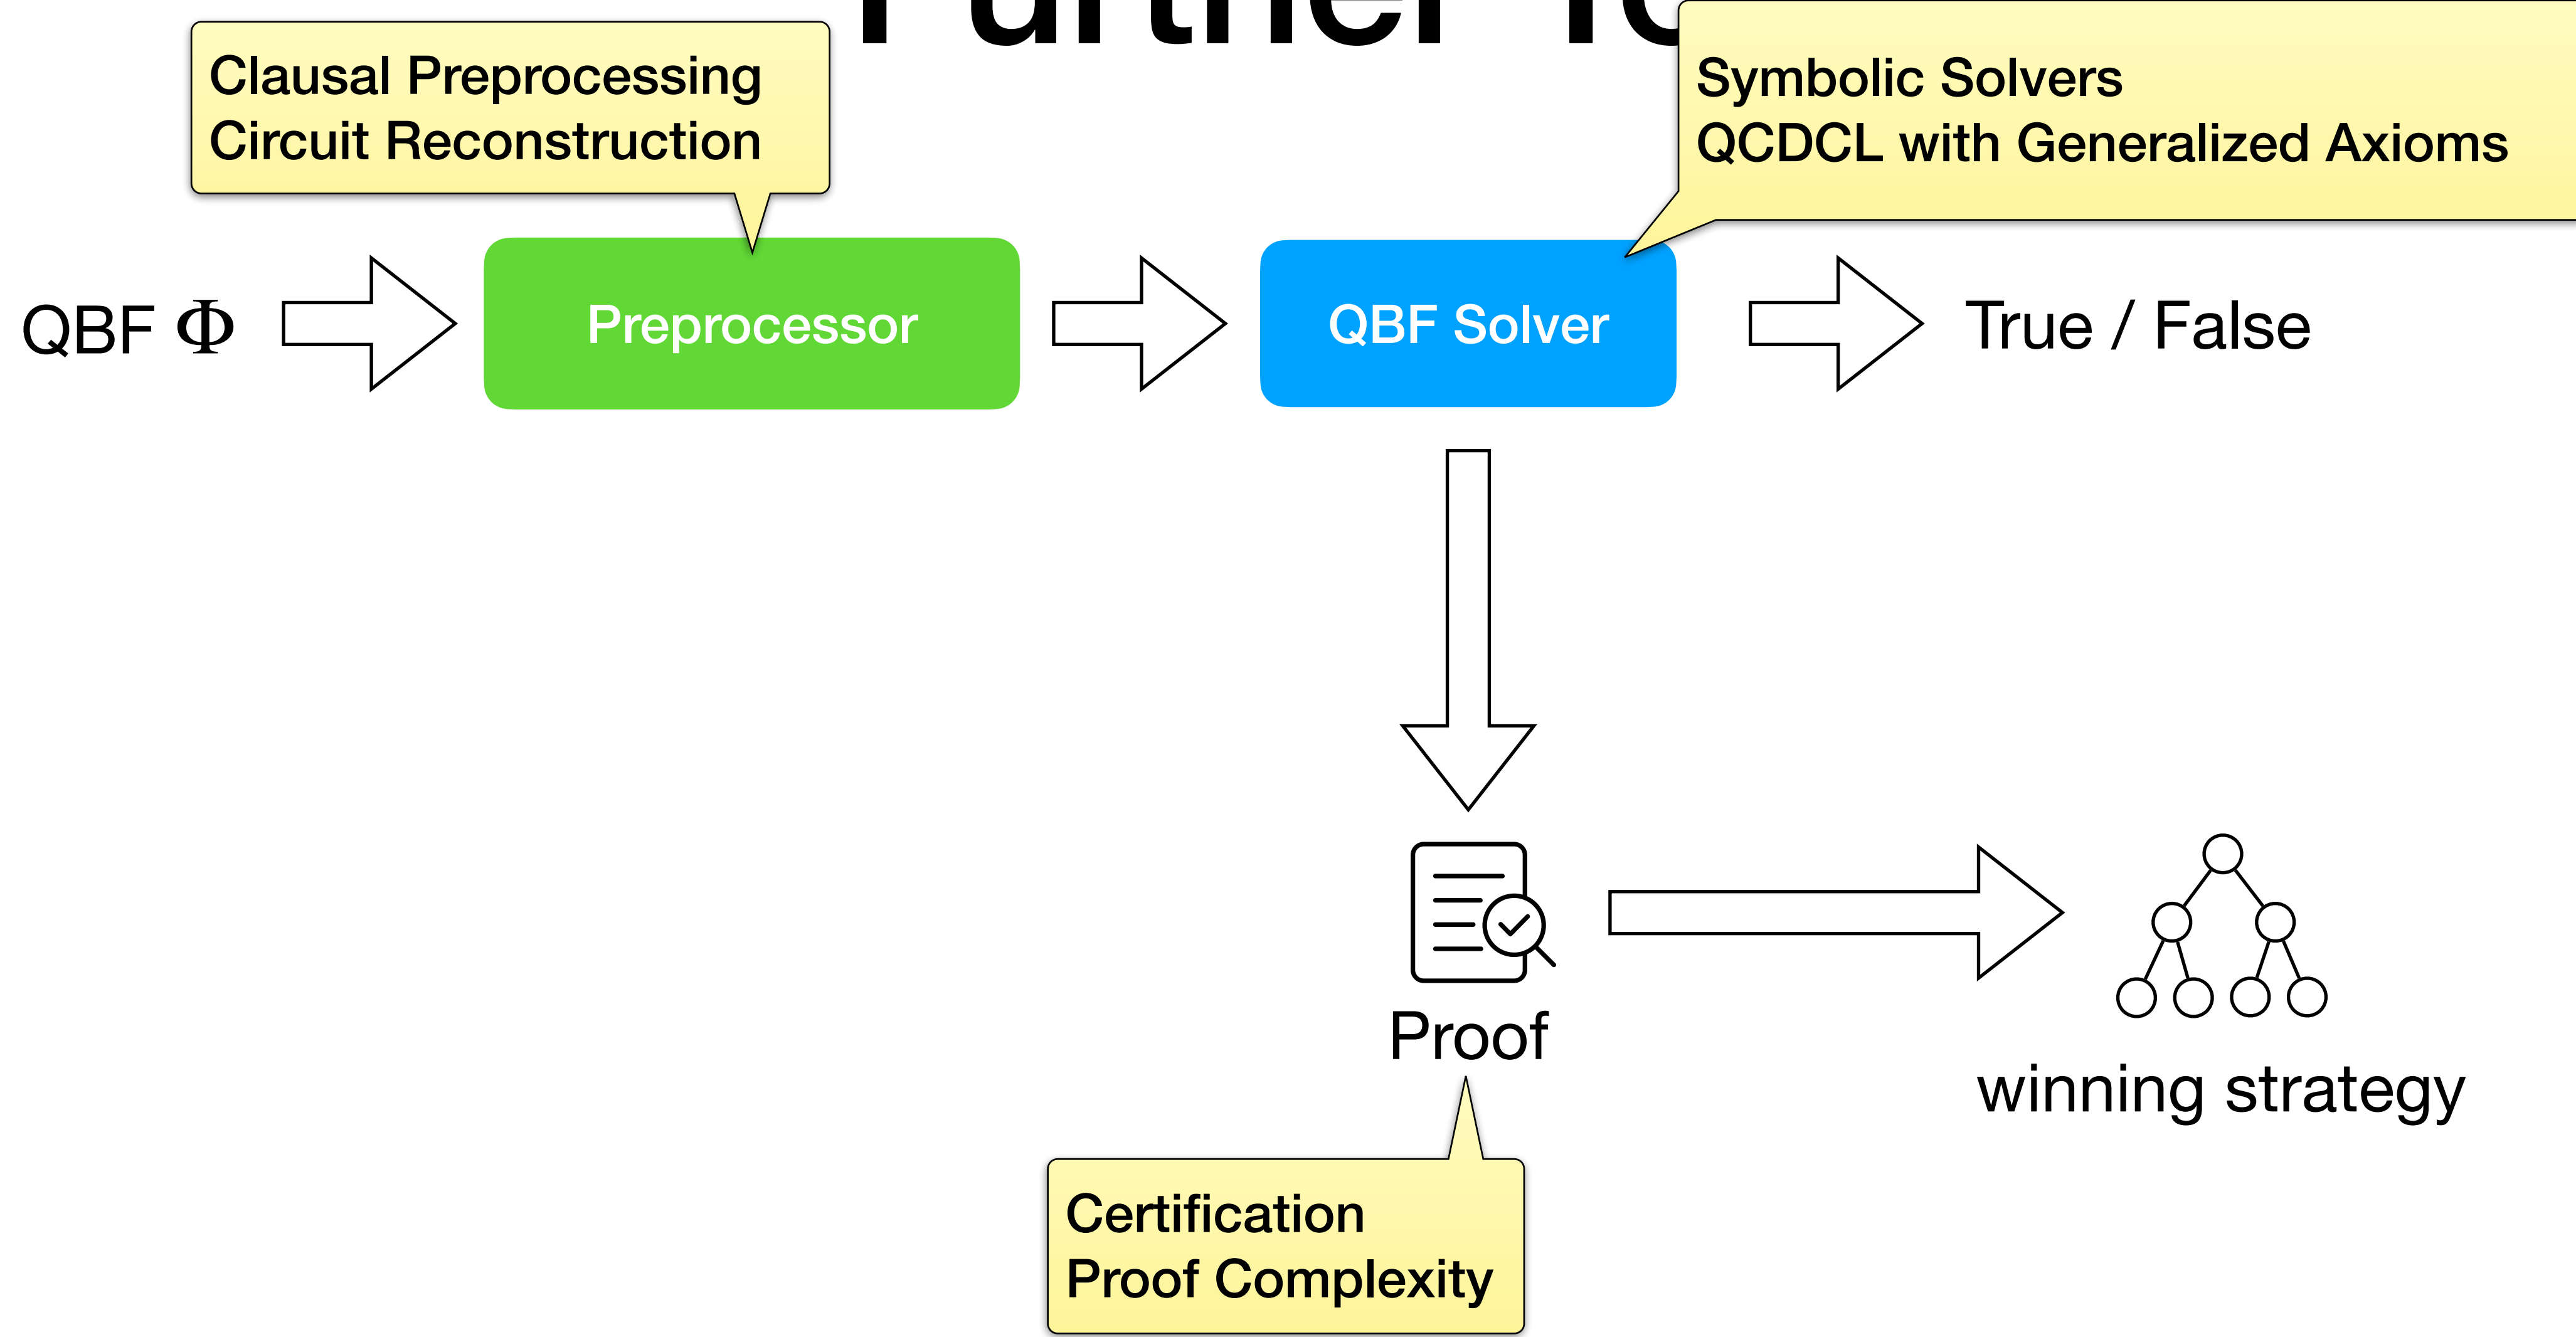 Further
Clausal Preprocessing
Circuit Reconstruction
Symbolic Solvers
QCDCL with Generalized Axioms
QBF Φ
Preprocessor
QBF Solver
True / False
Proof
winning strategy
Certification
Proof Complexity